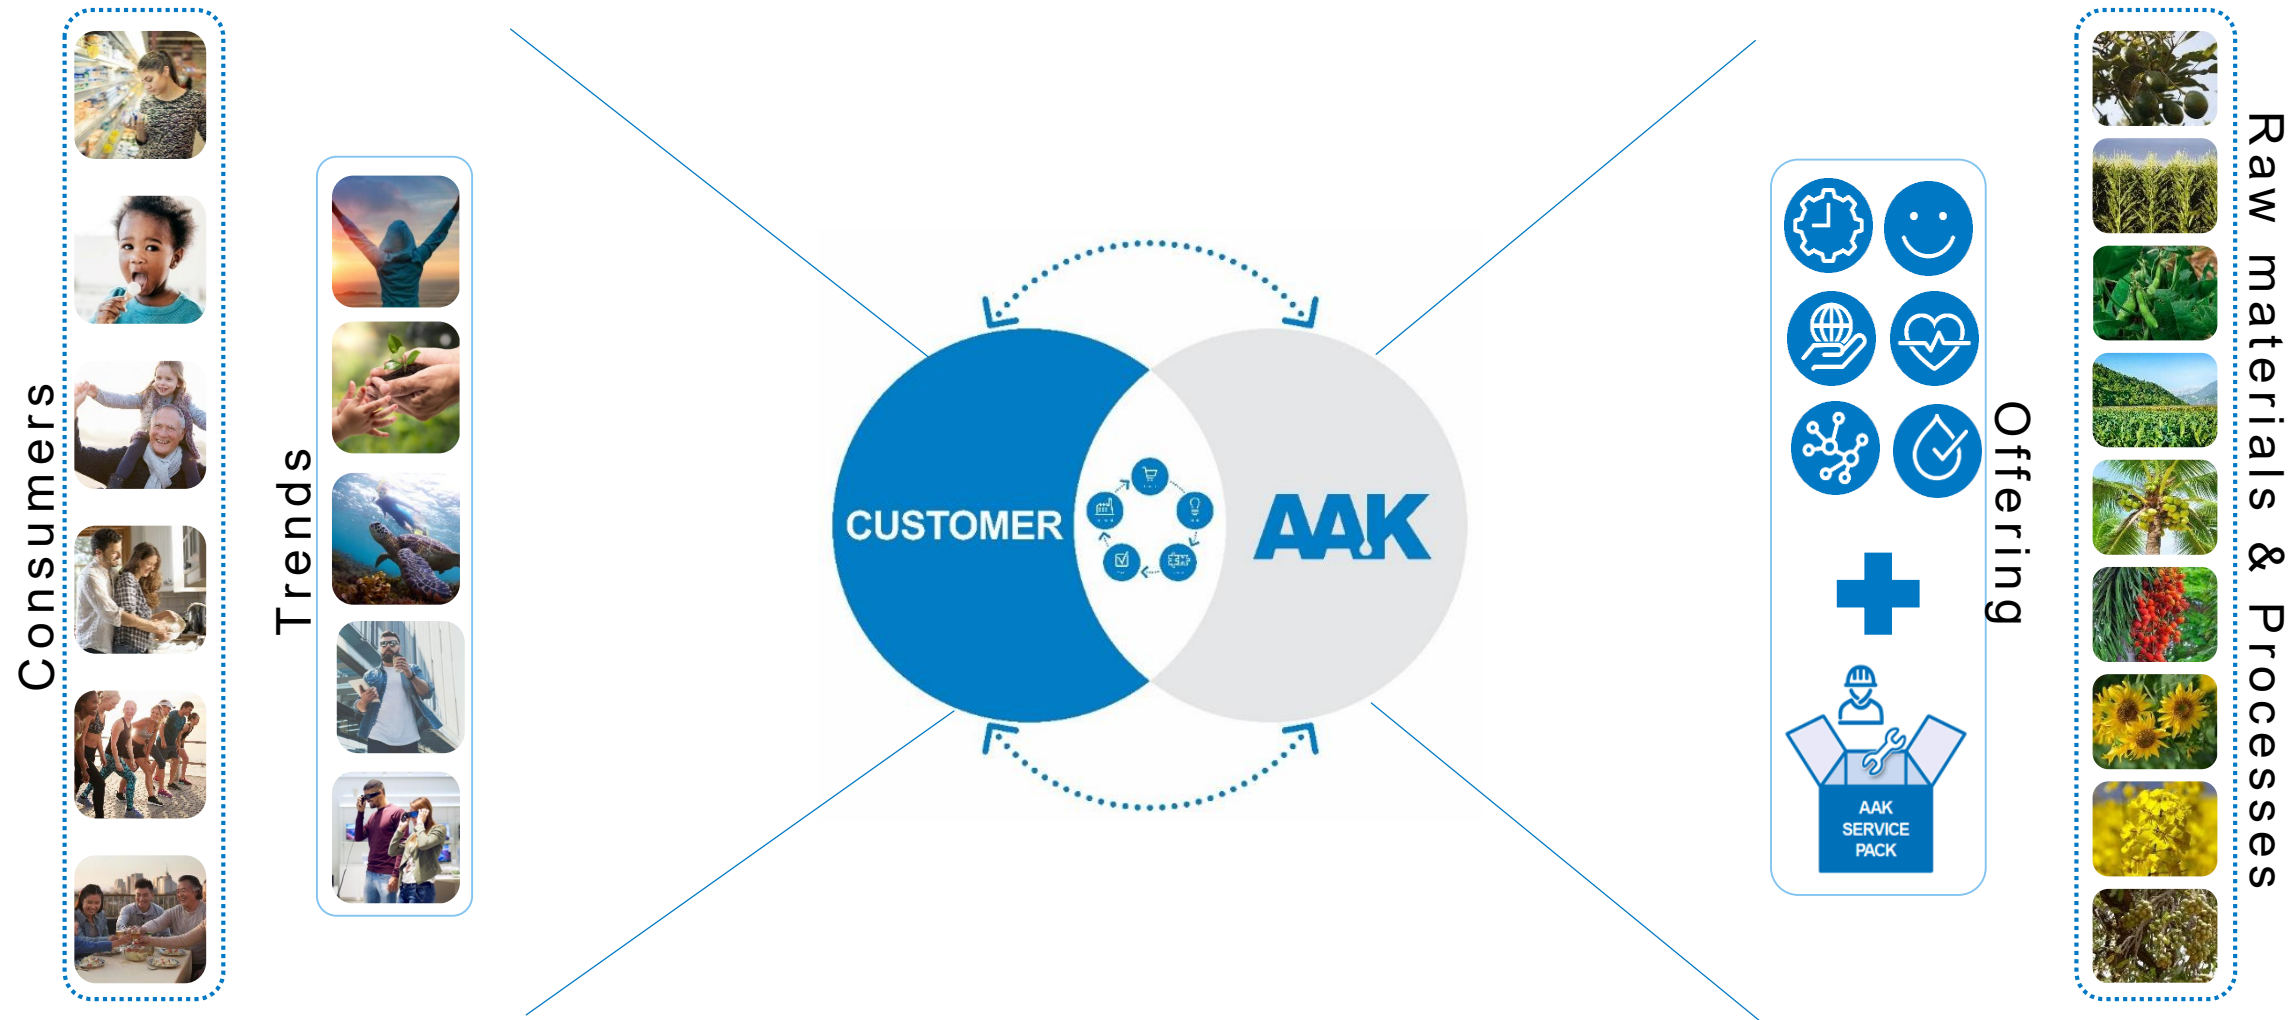 Consumers
Trends
CUSTOMER
AAK
Offering
AAK
SERVICE
PACK
Raw materials & Processes